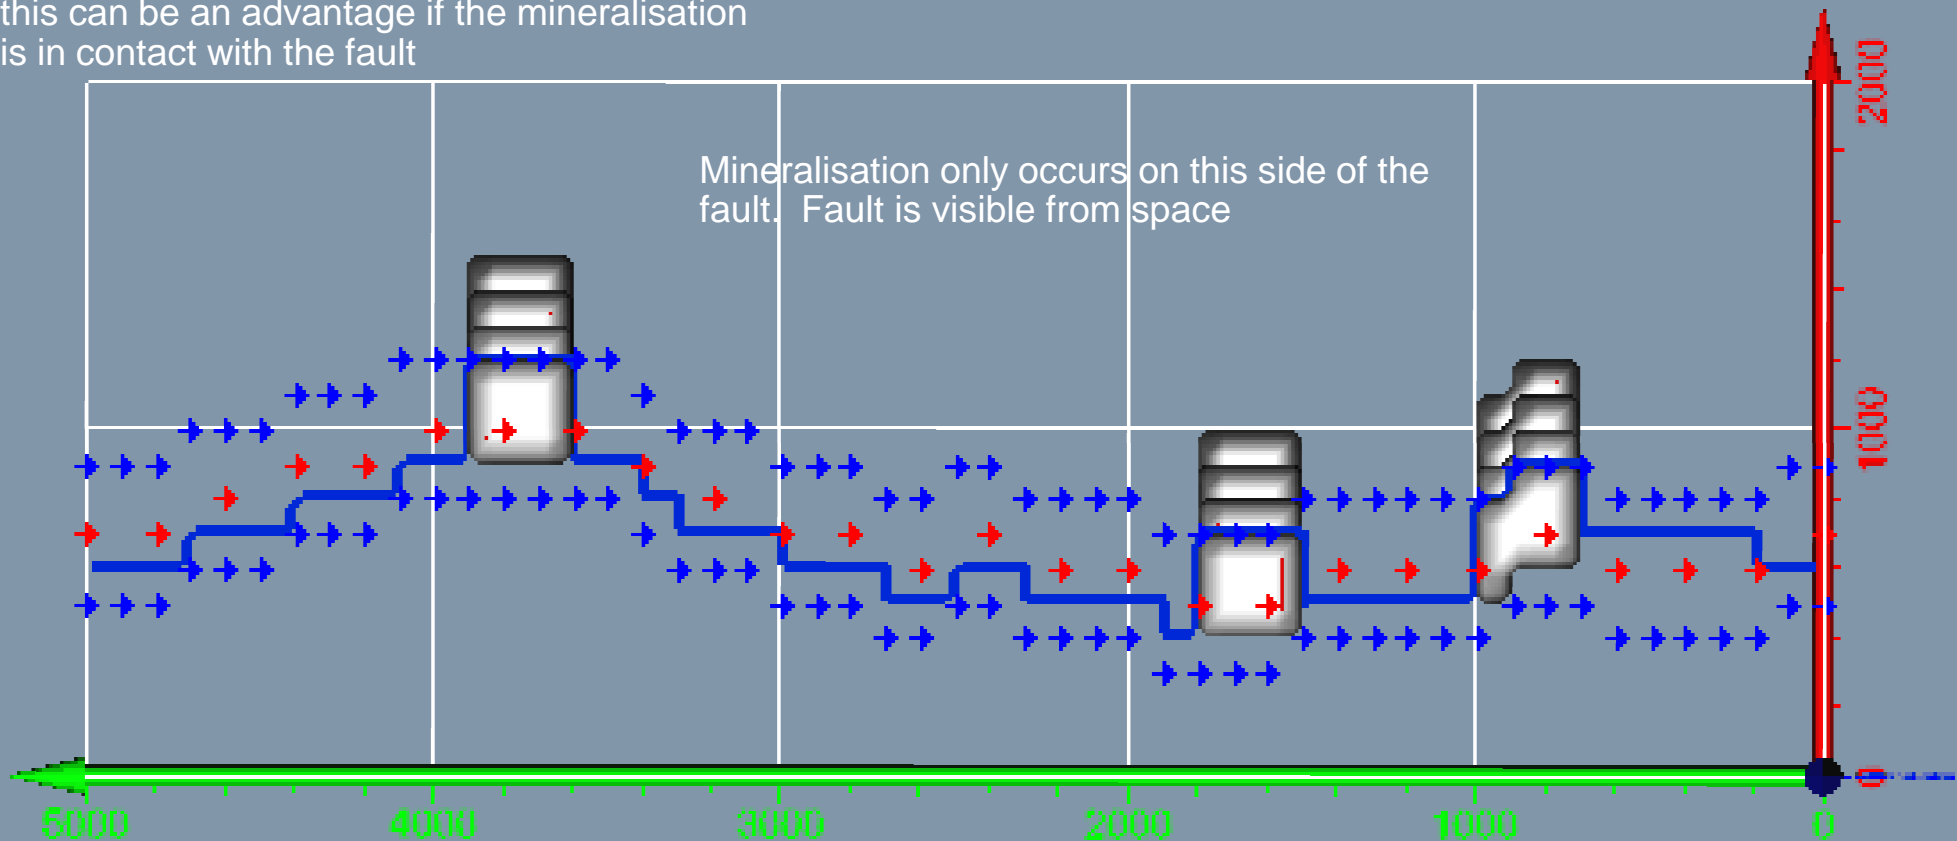 this can be an advantage if the mineralisation
is in contact with the fault
Mineralisation only occurs on this side of the
fault.  Fault is visible from space
2000
1000
0
5000
4000
3000
2000
1000
0